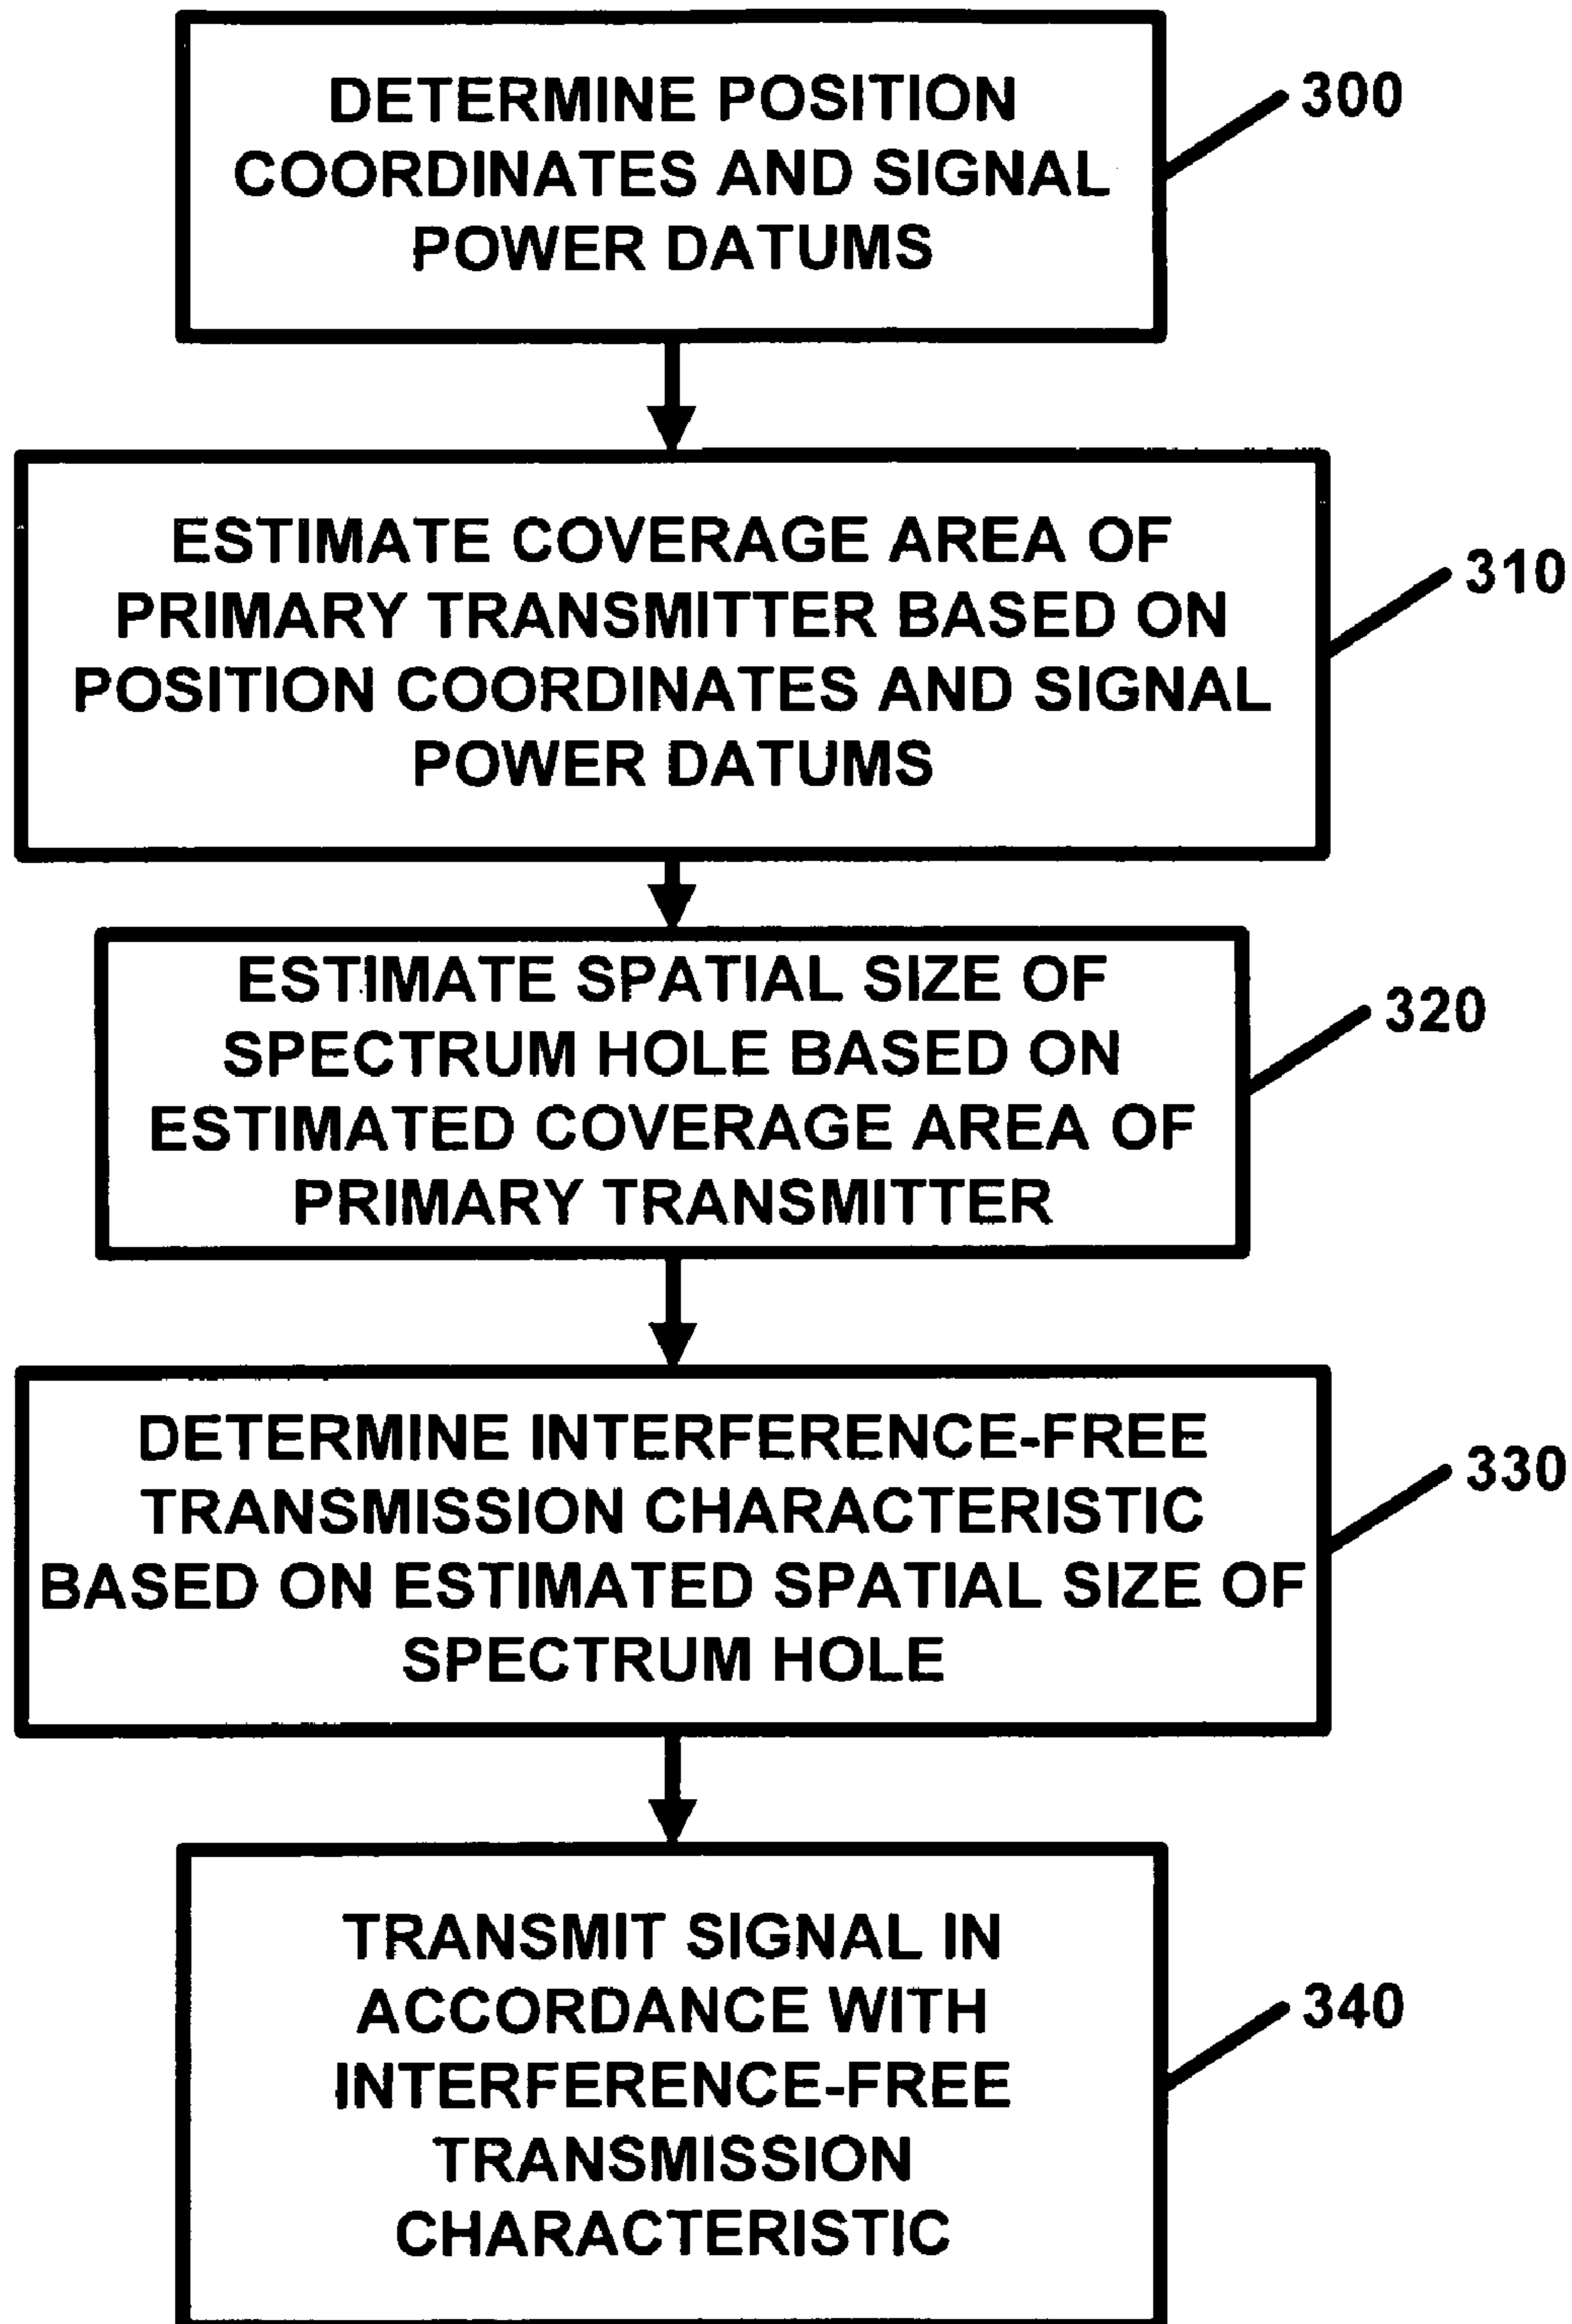 DETERMINE POSITION
COORDINATES AND SIGNAL
POWER DATUMS
300
ESTIMATE COVERAGE AREA OF
PRIMARY TRANSMITTER BASED ON
POSITION COORDINATES AND SIGNAL
POWER DATUMS
310
ESTIMATE SPATIAL SIZE OF
SPECTRUM HOLE BASED ON
ESTIMATED COVERAGE AREA OF
PRIMARY TRANSMITTER
320
DETERMINE INTERFERENCE-FREE
TRANSMISSION CHARACTERISTIC
BASED ON ESTIMATED SPATIAL SIZE OF
SPECTRUM HOLE
330
TRANSMIT SIGNAL IN
ACCORDANCE WITH
INTERFERENCE-FREE
TRANSMISSION
CHARACTERISTIC
340